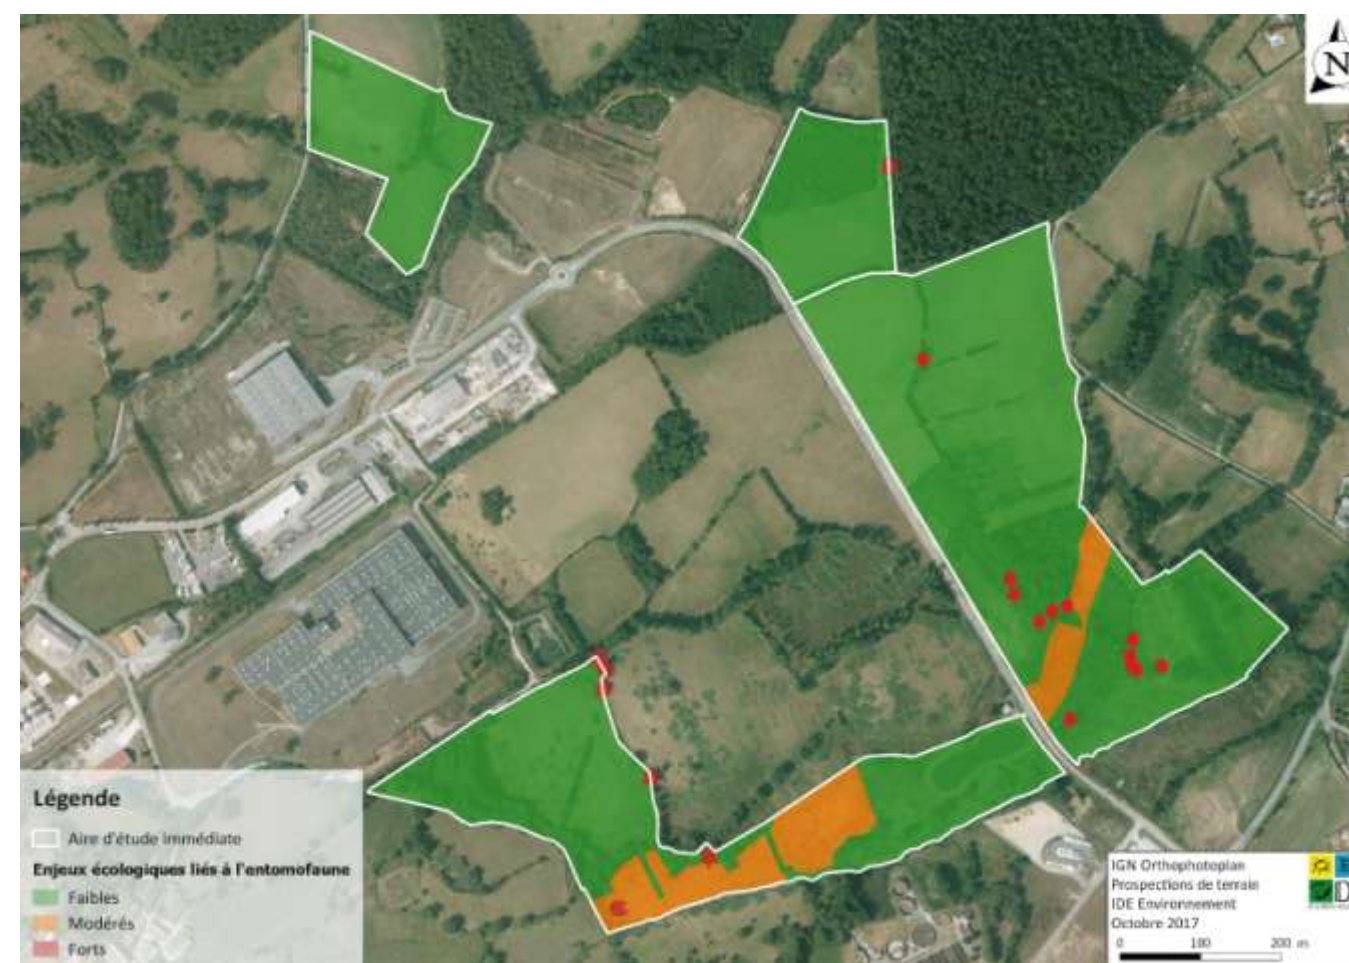 N
Légende
Aire d'étude immédiate
Enjeux écologiques liés à l'entomofaune
Faibles
Modérés
Forts
IGN Orthophotoplan
Prospections de terrain
IDE Environnement
Octobre 2017
0 100 200 m